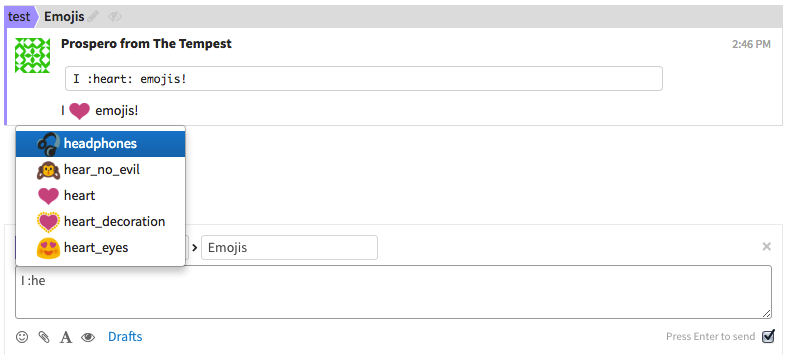 test Emojis
Prospero from The Tempest 2:46 PM
I :heart: emojis!
I ❤ emojis!
headphones
hear_no_evil
heart
heart_decoration
heart_eyes
Emojis
I :he
Drafts Press Enter to send